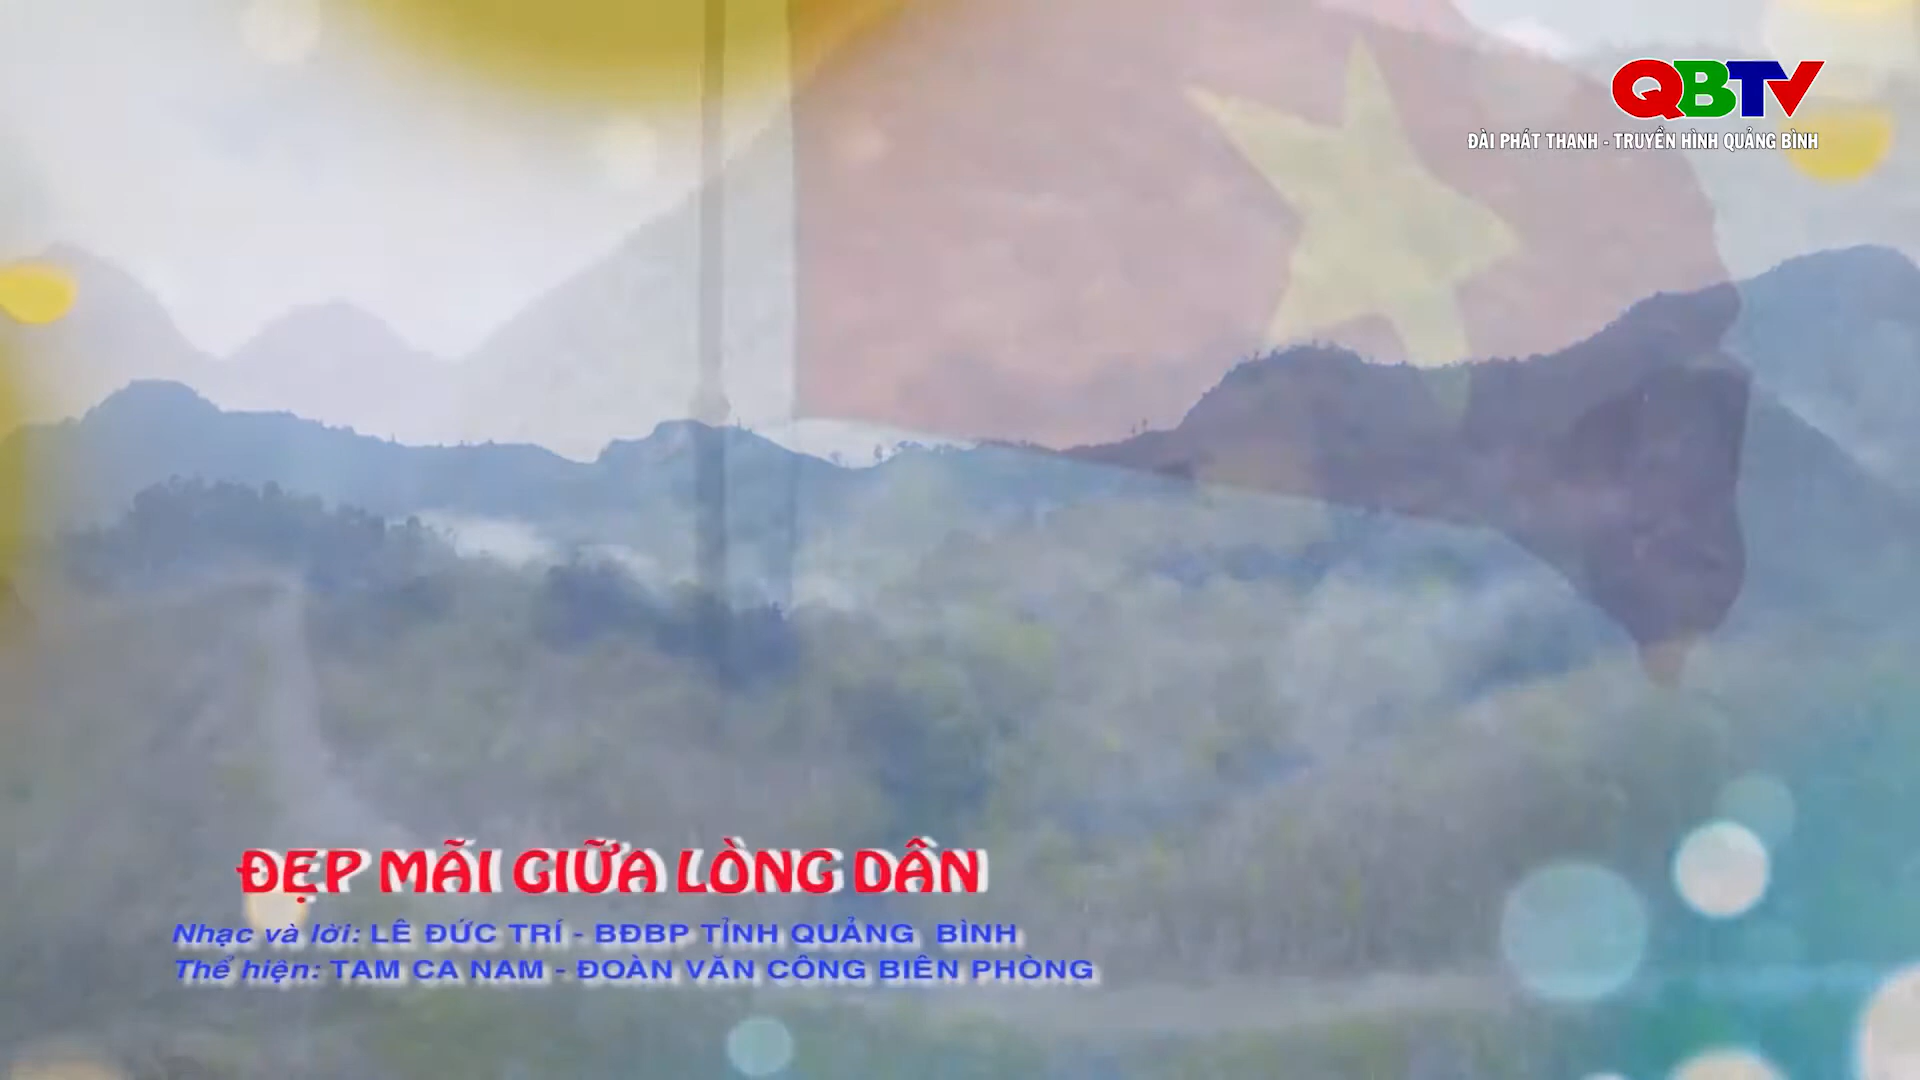 QBTV
ĐÀI PHÁT THANH - TRUYỀN HÌNH QUẢNG BÌNH
ĐẸP MÃI GIỮA LÒNG DÂN
Nhạc và lời: LÊ ĐỨC TRÍ - BĐBP TỈNH QUẢNG BÌNH
Thể hiện: TAM CA NAM - ĐOÀN VĂN CÔNG BIÊN PHÒNG